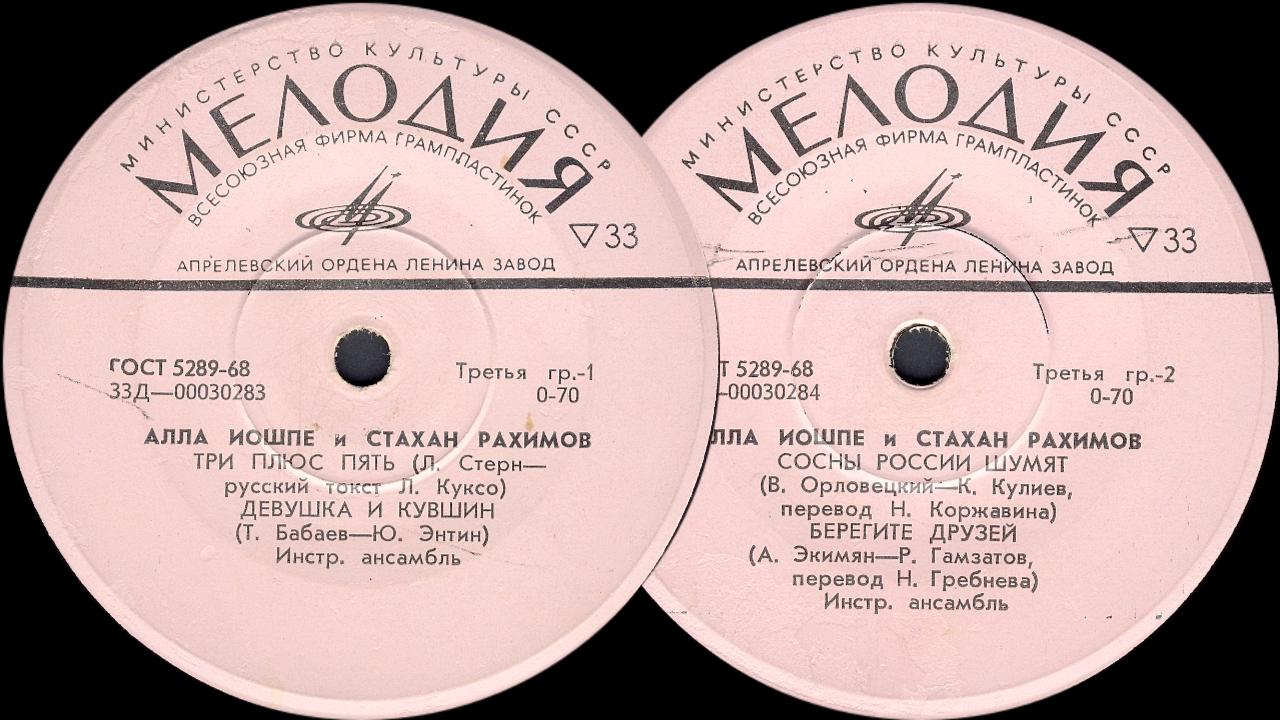 МИНИСТЕРСТВО КУЛЬТУРЫ СССР
МЕЛОДИЯ
ВСЕСОЮЗНАЯ ФИРМА ГРАМПЛАСТИНОК
▽33
АПРЕЛЕВСКИЙ ОРДЕНА ЛЕНИНА ЗАВОД
ГОСТ 5289-68
33Д—00030283
Третья гр.-1
0-70
АЛЛА ИОШПЕ и СТАХАН РАХИМОВ
ТРИ ПЛЮС ПЯТЬ (Л. Стерн—
русский токст Л. Куксо)
ДЕВУШКА И КУВШИН
(Т. Бабаев—Ю. Энтин)
Инстр. ансамбль
МИНИСТЕРСТВО КУЛЬТУРЫ СССР
МЕЛОДИЯ
ВСЕСОЮЗНАЯ ФИРМА ГРАМПЛАСТИНОК
▽33
АПРЕЛЕВСКИЙ ОРДЕНА ЛЕНИНА ЗАВОД
Т 5289-68
—00030284
Третья гр.-2
0-70
ЛЛА ИОШПЕ и СТАХАН РАХИМОВ
СОСНЫ РОССИИ ШУМЯТ
(В. Орловецкий—К. Кулиев,
перевод Н. Коржавина)
БЕРЕГИТЕ ДРУЗЕЙ
(А. Экимян—Р. Гамзатов,
перевод Н. Гребнева)
Инстр. ансамбль